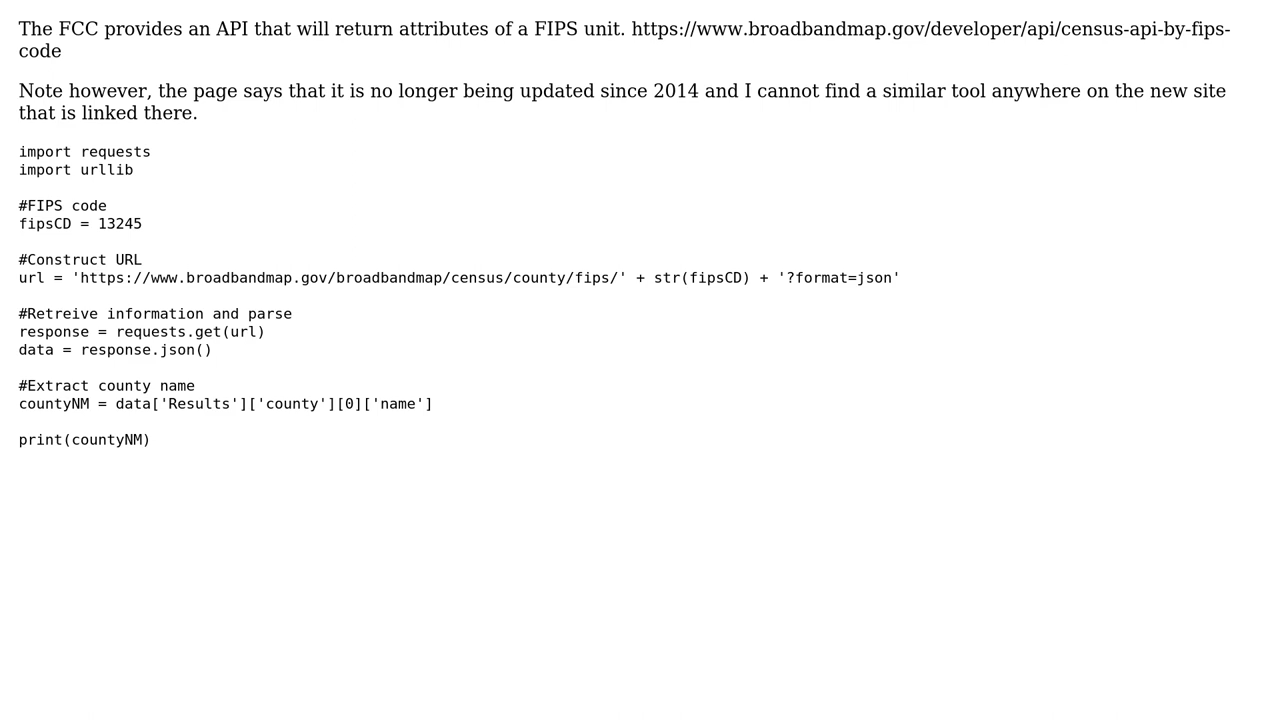 The FCC provides an API that will return attributes of a FIPS unit. https://www.broadbandmap.gov/developer/api/census-api-by-fips-
code
Note however, the page says that it is no longer being updated since 2014 and I cannot find a similar tool anywhere on the new site
that is linked there.
import requests
import urllib
#FIPS code
fipsCD = 13245
#Construct URL
url = 'https://www.broadbandmap.gov/broadbandmap/census/county/fips/' + str(fipsCD) + '?format=json'
#Retreive information and parse
response = requests.get(url)
data = response.json()
#Extract county name
countyNM = data['Results']['county'][0]['name']
print(countyNM)